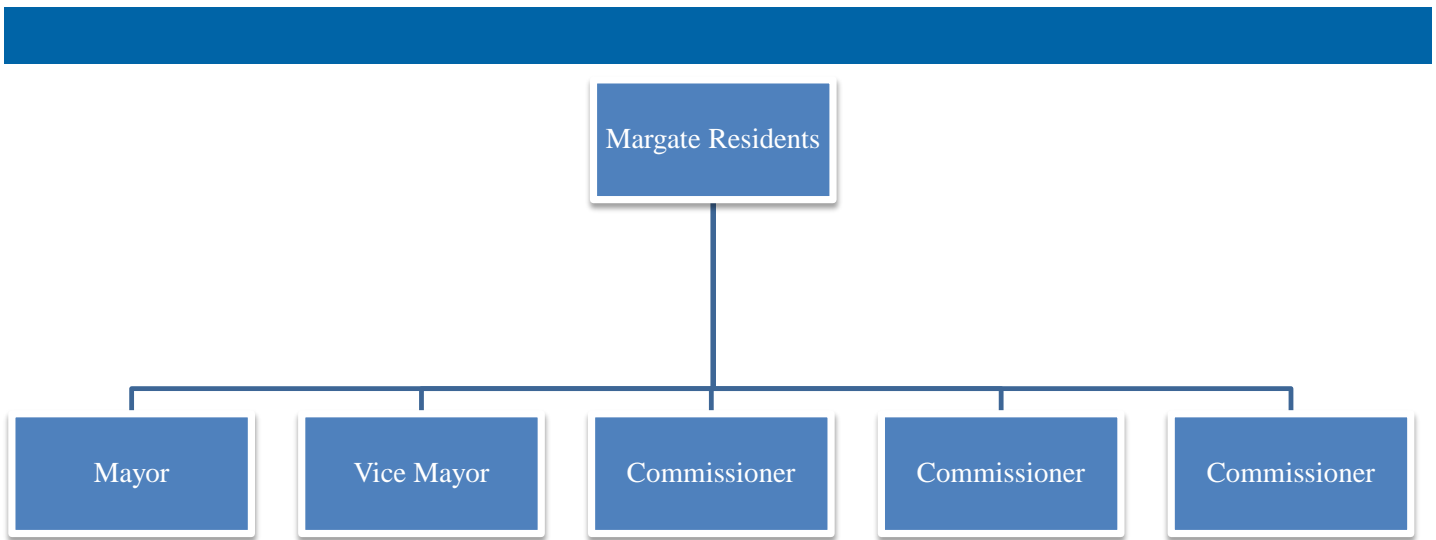 Margate Residents
Mayor
Vice Mayor
Commissioner
Commissioner
Commissioner